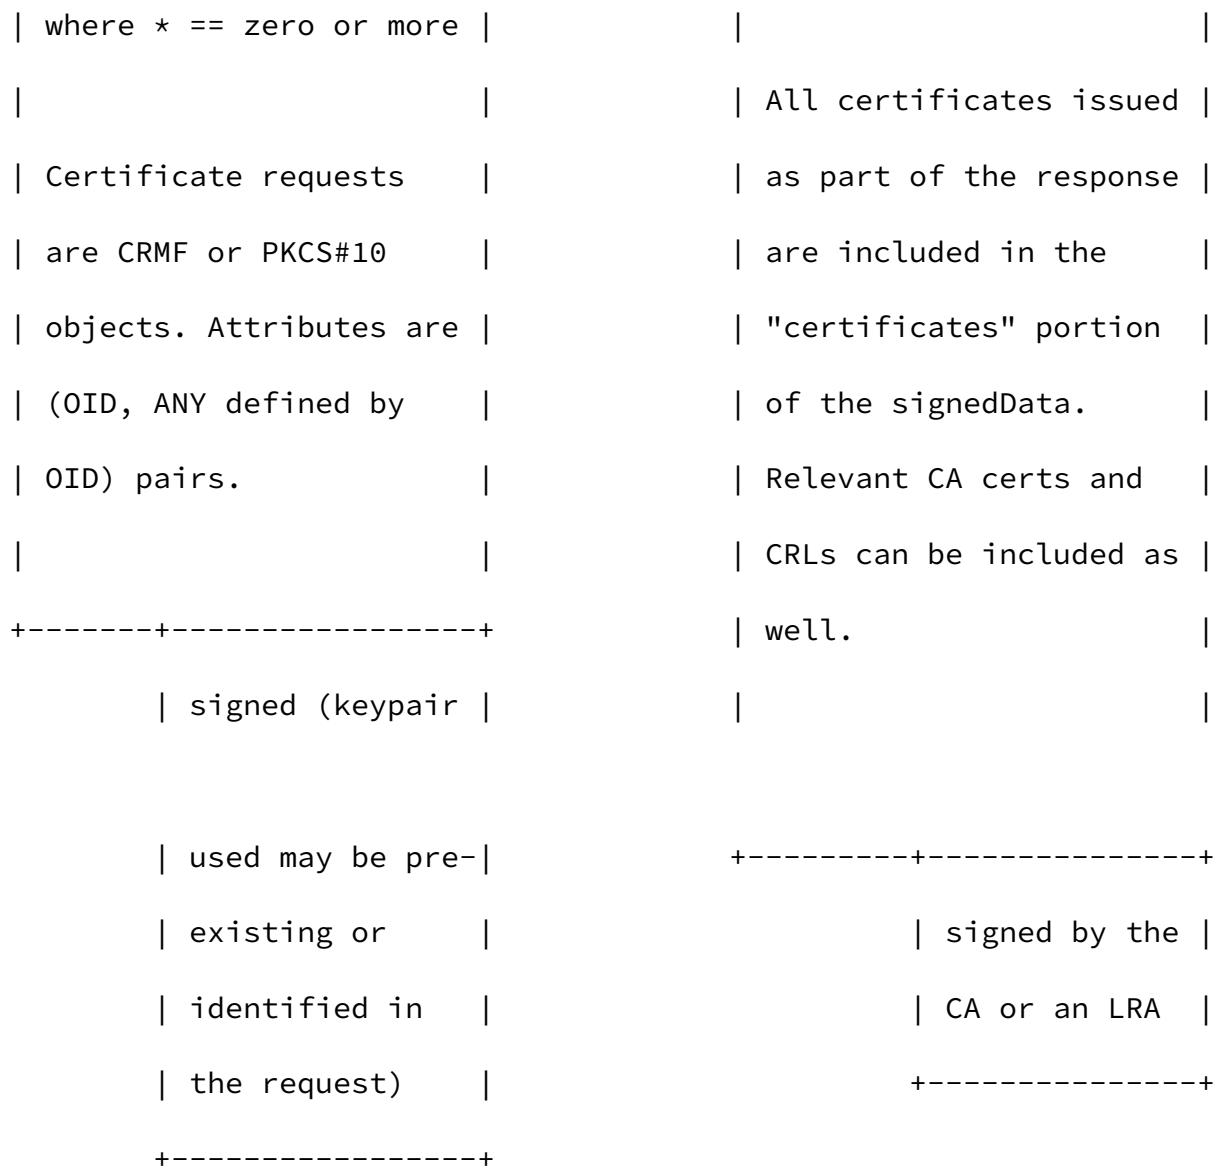 | where * == zero or more |             |                         |
|                         |             | All certificates issued |
| Certificate requests    |             | as part of the response |
| are CRMF or PKCS#10     |             | are included in the     |
| objects. Attributes are |             | "certificates" portion  |
| (OID, ANY defined by    |             | of the signedData.      |
| OID) pairs.             |             | Relevant CA certs and   |
|                         |             | CRLs can be included as |
+-------+-----------------+             | well.                   |
        | signed (keypair |             |                         |
        | used may be pre-|             +---------+---------------+
        | existing or     |                       | signed by the |
        | identified in   |                       | CA or an LRA  |
        | the request)    |                       +---------------+
        +-----------------+